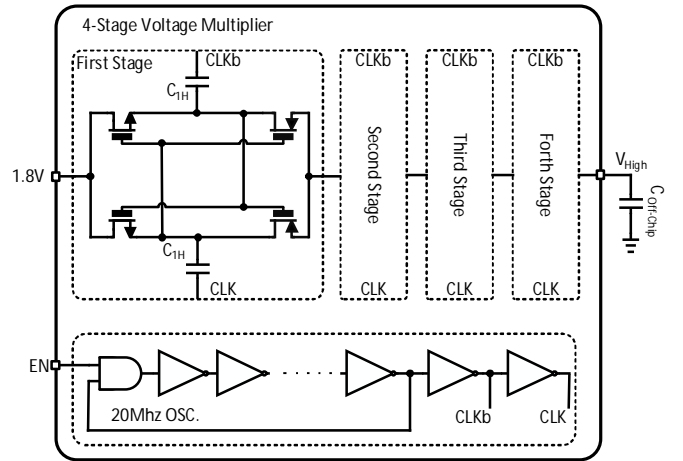 4-Stage Voltage Multiplier
First Stage
CLKb
C1H
C1H
CLK
CLKb
Second Stage
CLK
CLKb
Third Stage
CLK
CLKb
Forth Stage
CLK
1.8V
VHigh
COff-Chip
EN
20Mhz OSC.
CLKb
CLK